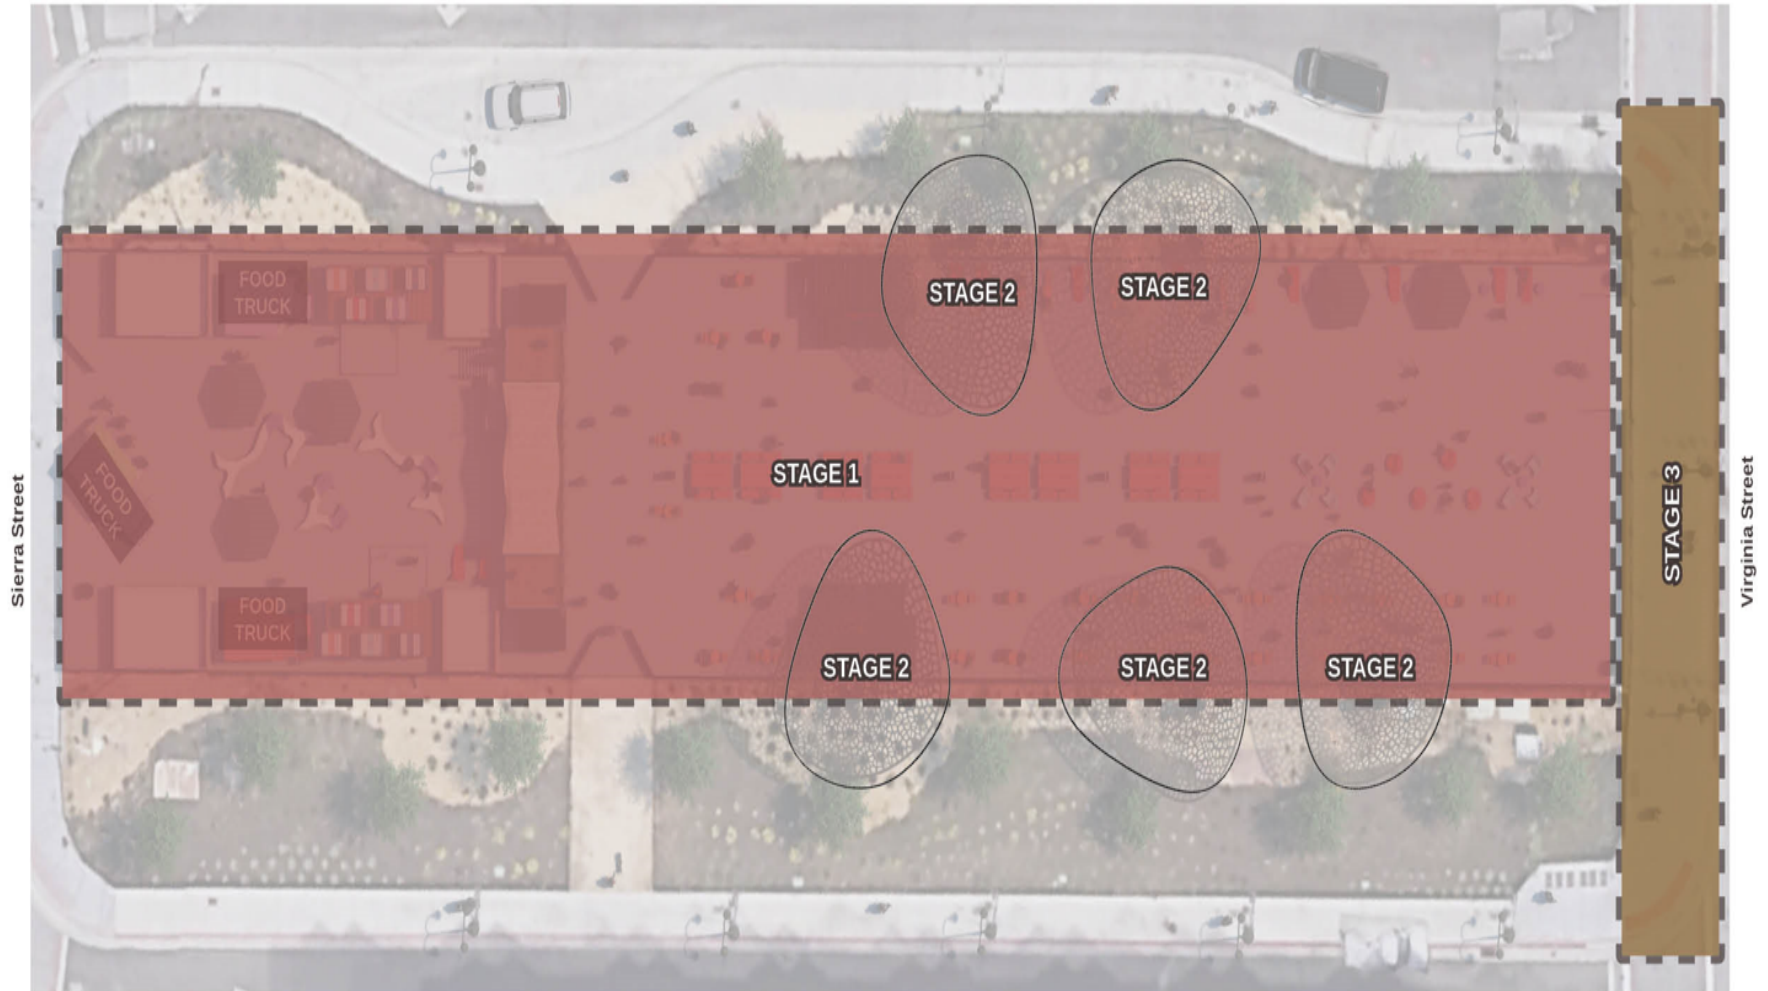 FOOD
TRUCK
STAGE 2
STAGE 2
FOOD
TRUCK
STAGE 1
Sierra Street
STAGE 3
Virginia Street
FOOD
TRUCK
STAGE 2
STAGE 2
STAGE 2